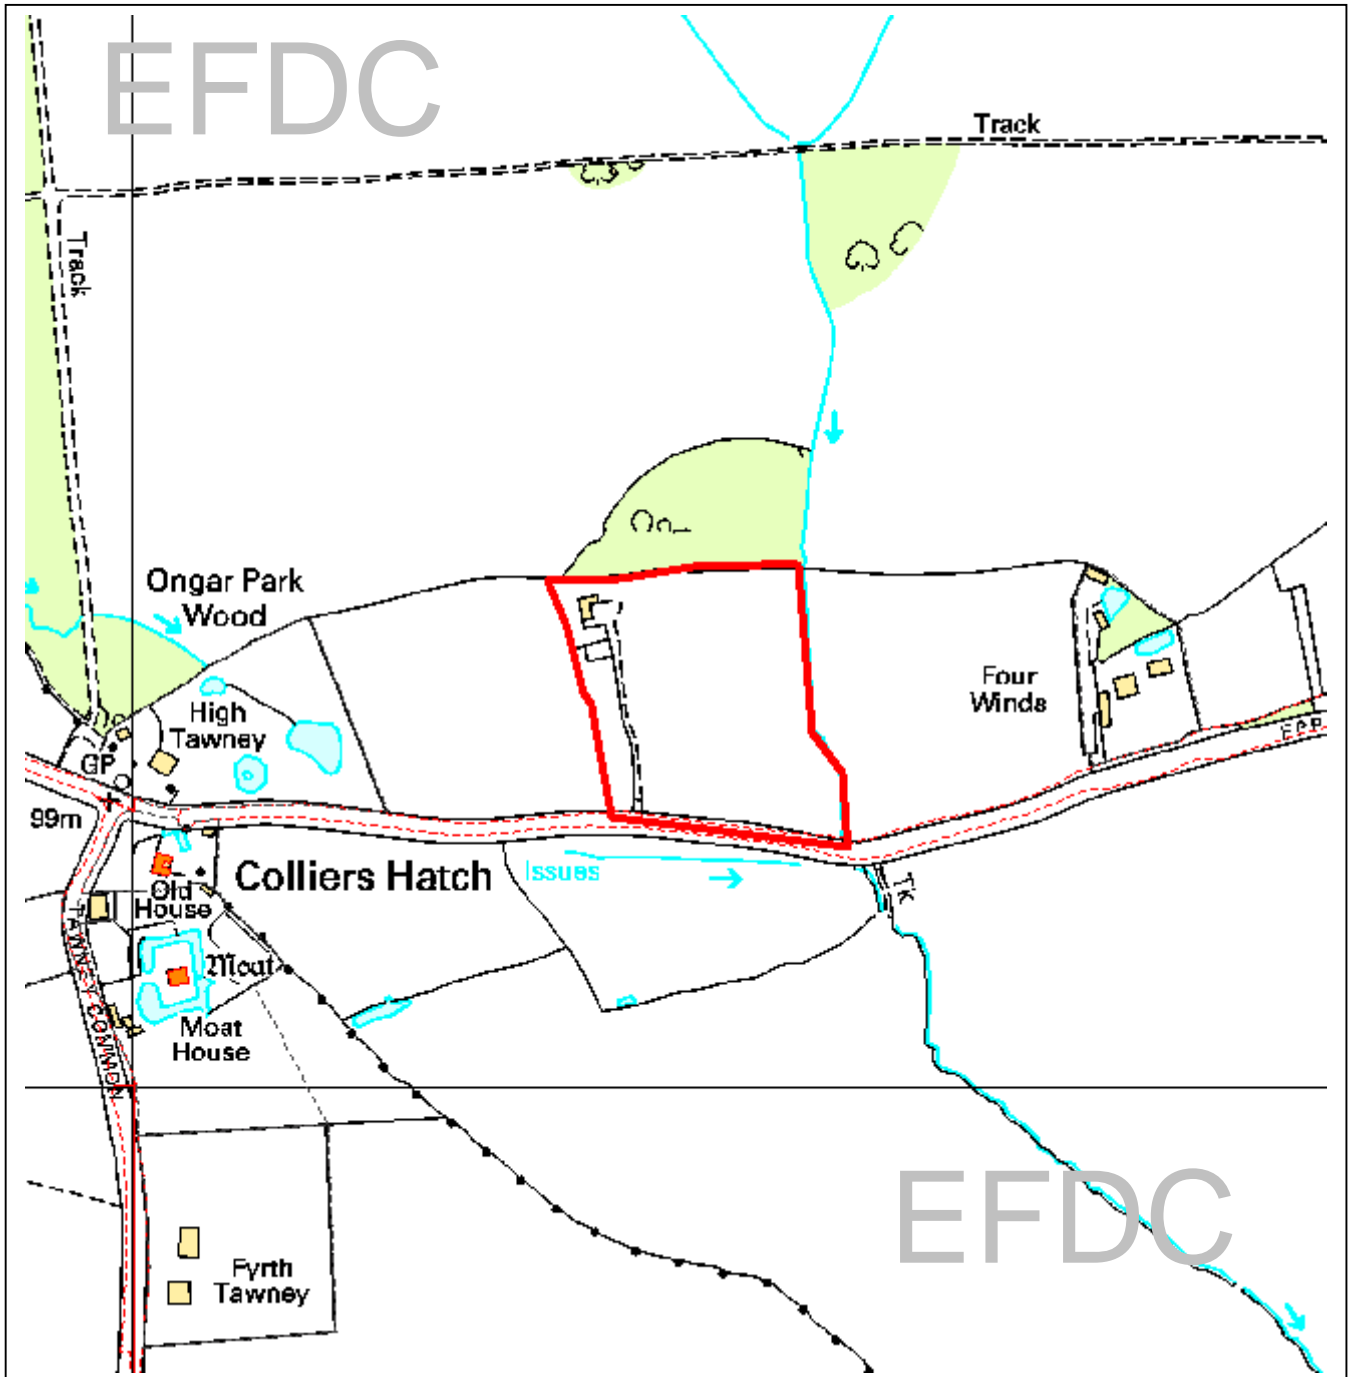 EFDC
Track
Track
Ongar Park
Wood
High
Tawney
GP
99m
Four
Winds
EPP
Colliers Hatch
Issues
TK
Old
House
Moat
Moat
House
TAWNEY COMMON
Fyrth
Tawney
EFDC